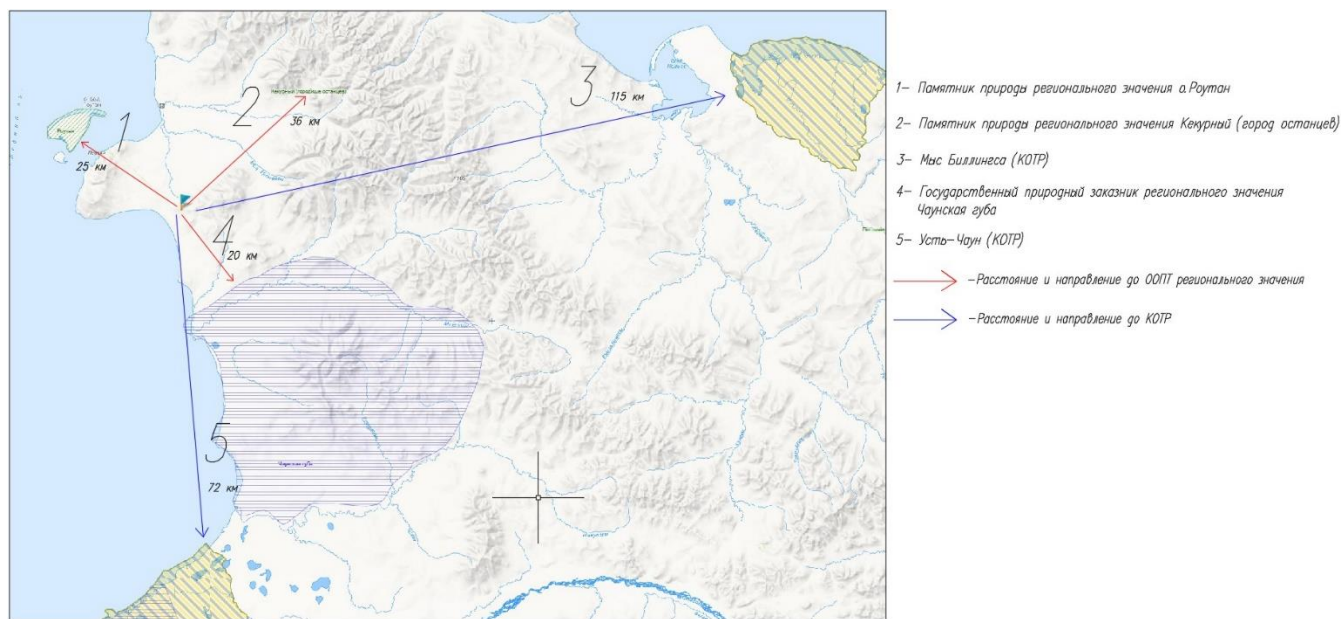 1
25 км
2
36 км
3
115 км
4
20 км
5
72 км
Чаунская губа
1- Памятник природы регионального значения о.Роутан
2- Памятник природы регионального значения Кекурный (город останцев)
3- Мыс Биллингса (КОТР)
4- Государственный природный заказник регионального значения
Чаунская губа
5- Усть-Чаун (КОТР)
-Расстояние и направление до ООПТ регионального значения
-Расстояние и направление до КОТР